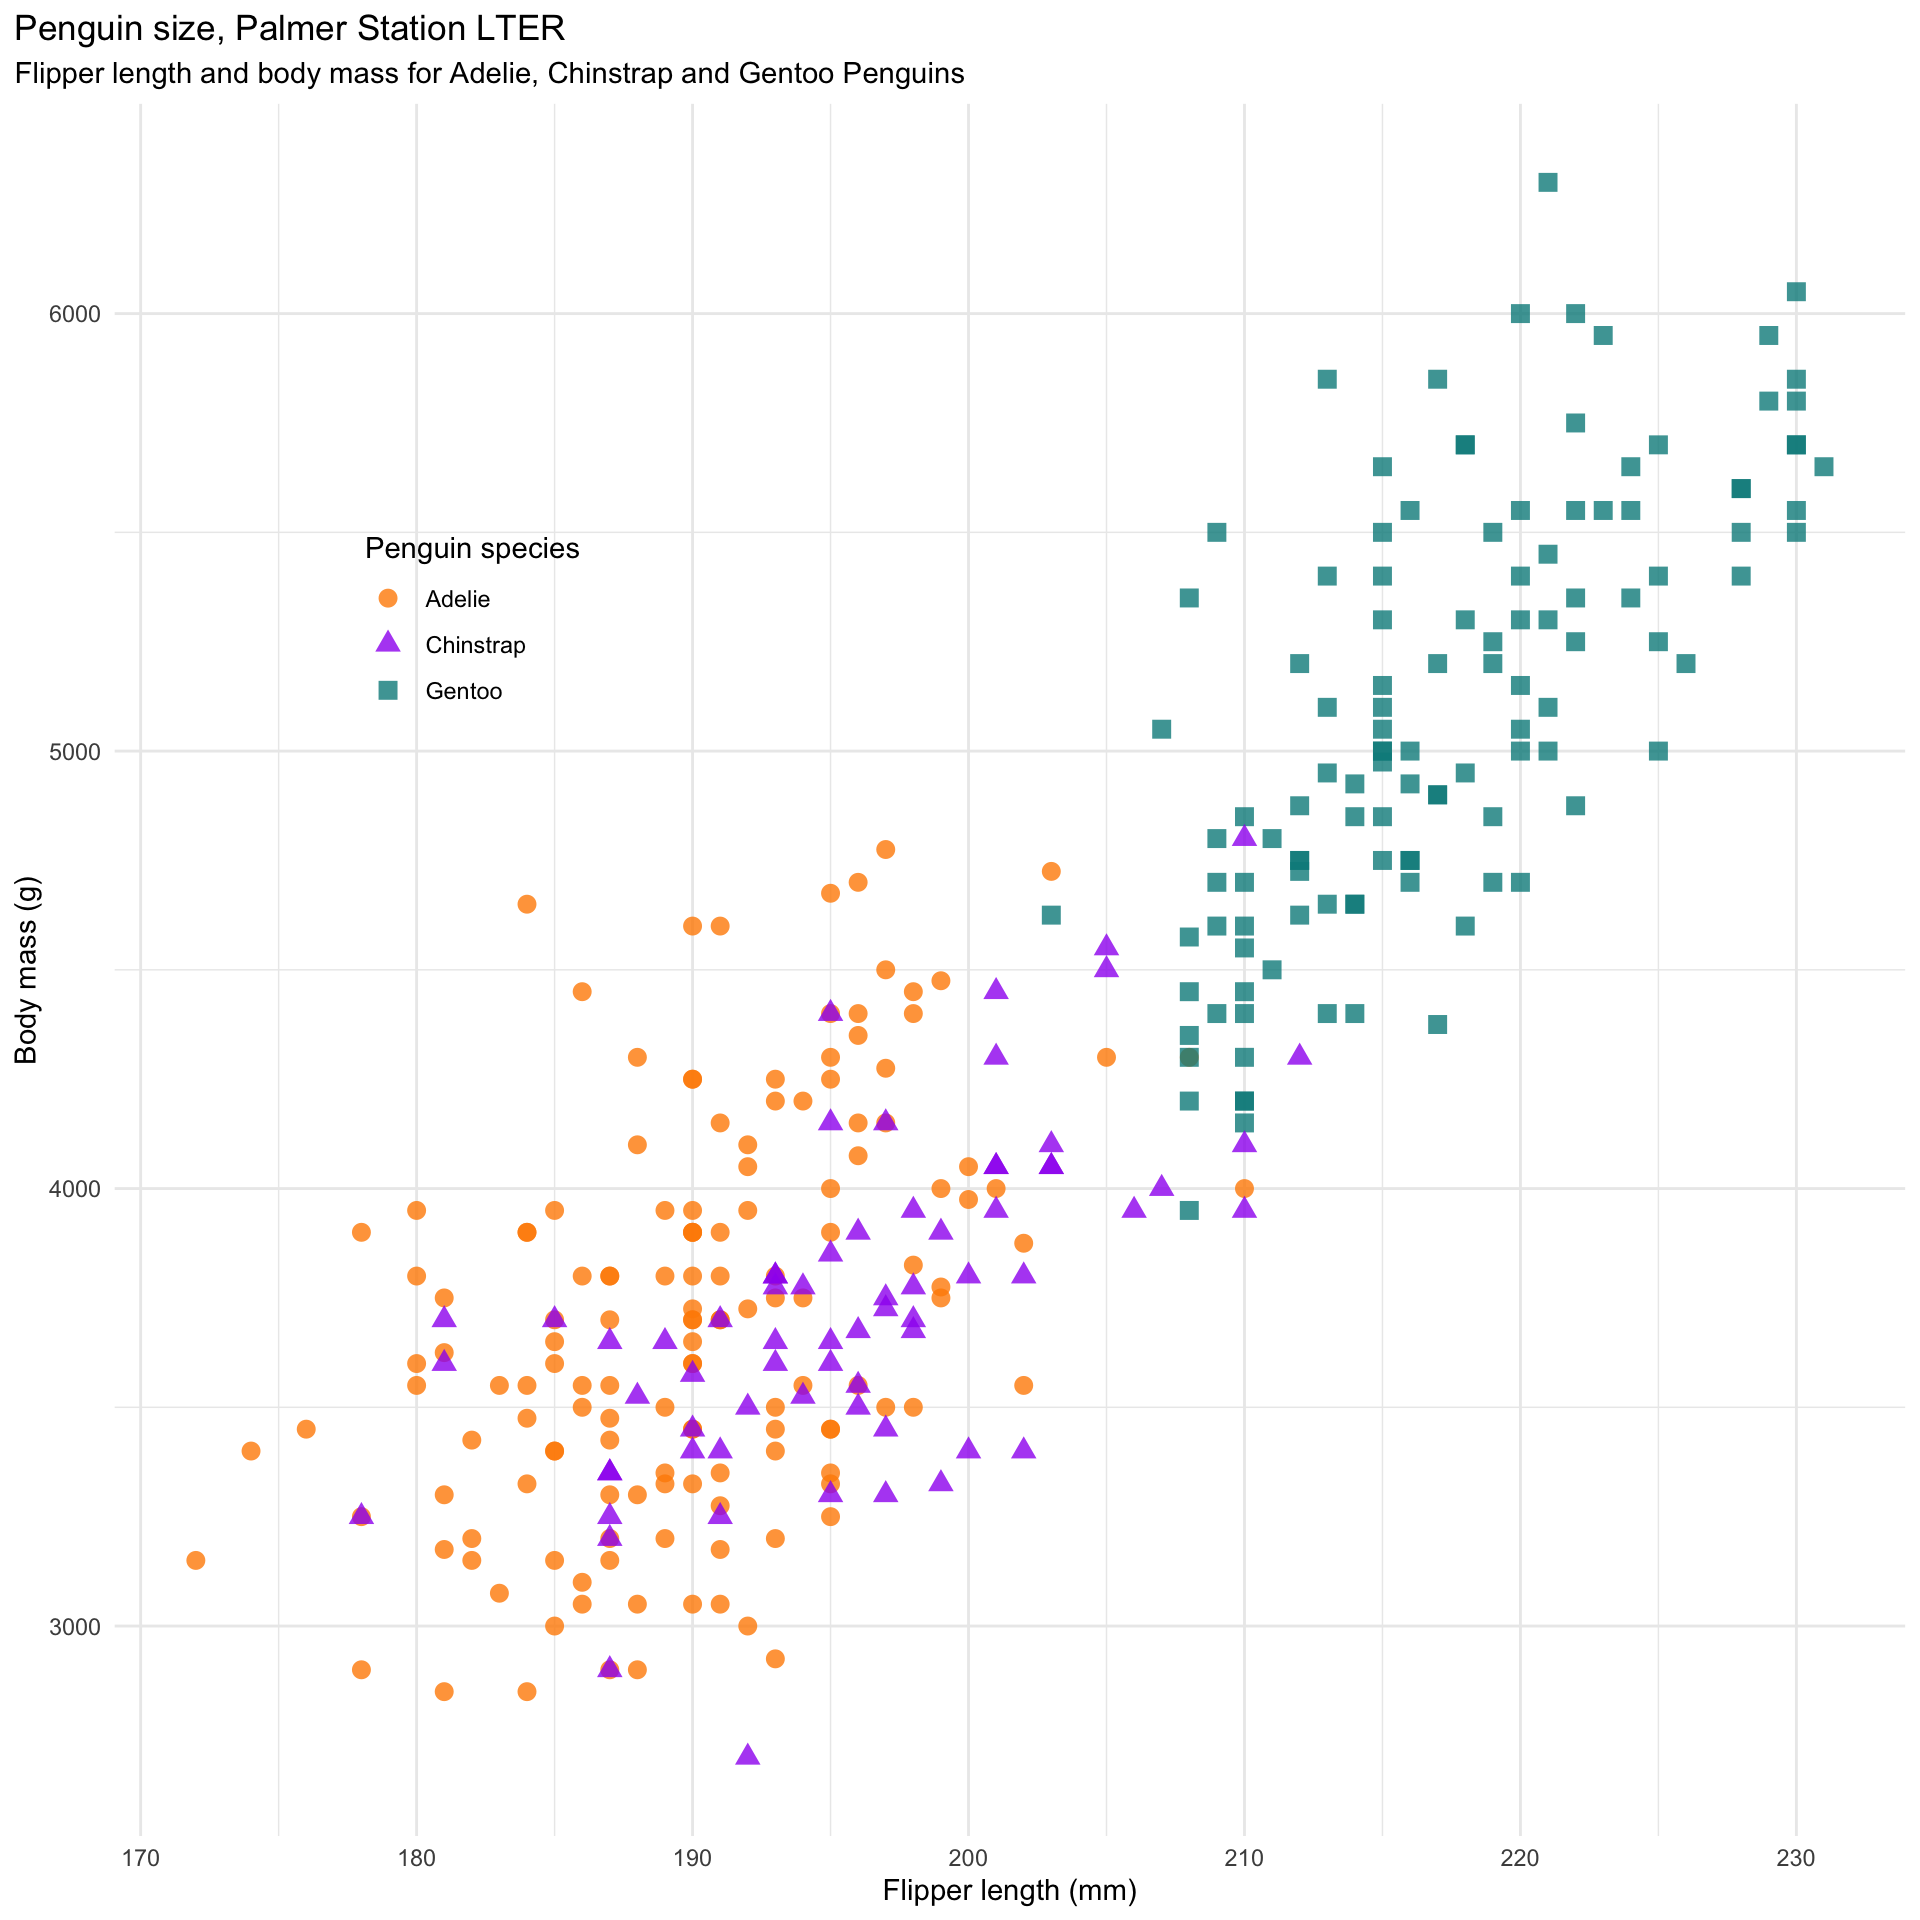 Penguin size, Palmer Station LTER
Flipper length and body mass for Adelie, Chinstrap and Gentoo Penguins
6000
5000
4000
3000
Body mass (g)
Penguin species
Adelie
Chinstrap
Gentoo
170 180 190 200 210 220 230
Flipper length (mm)